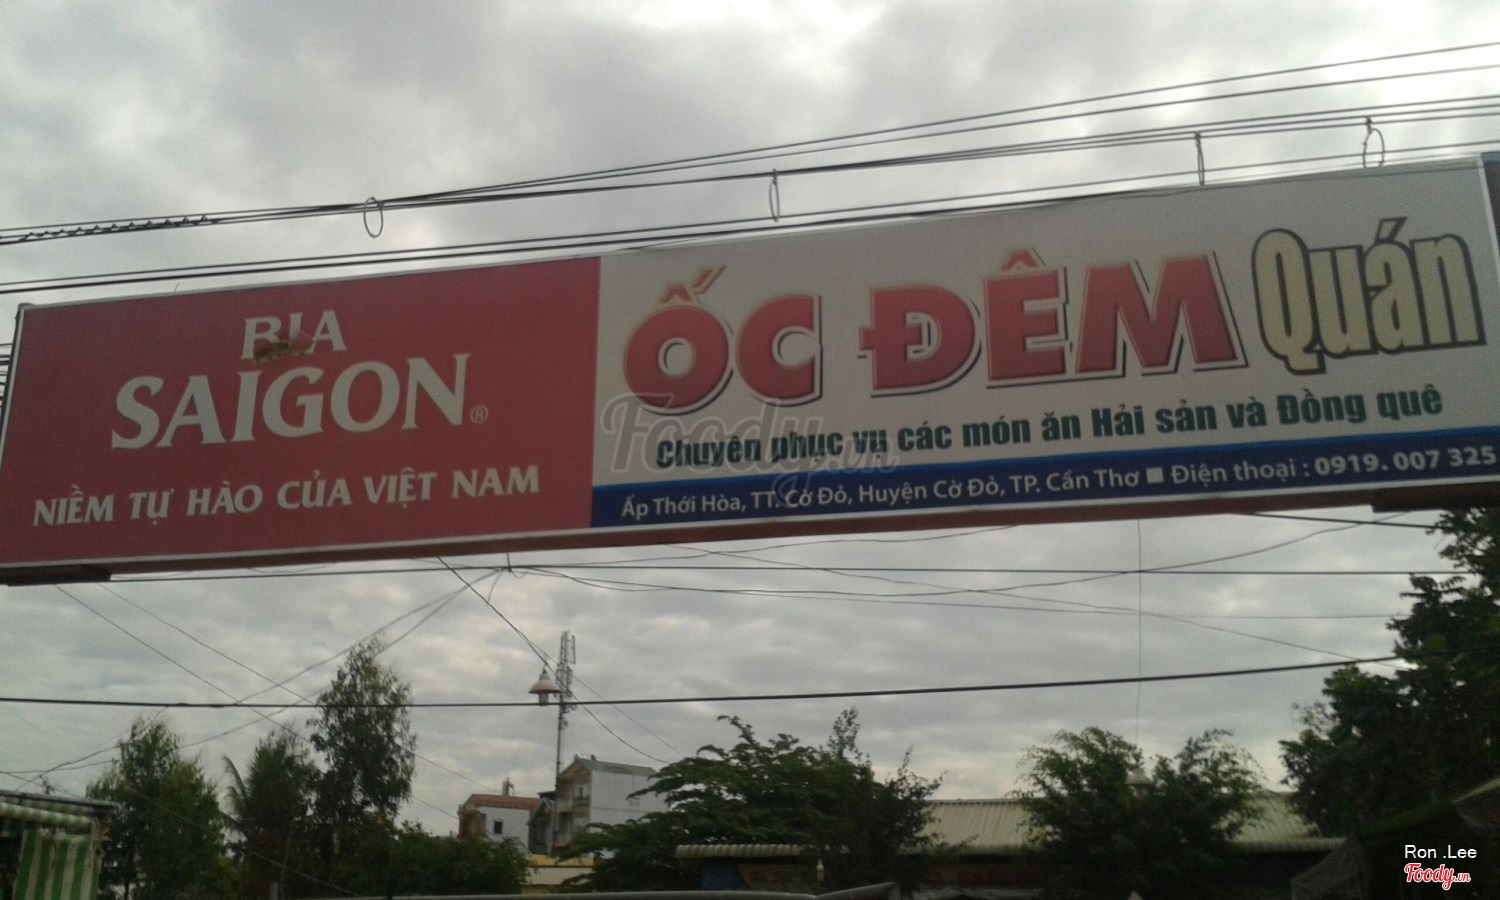 BIA
SAIGON®
NIỀM TỰ HÀO CỦA VIỆT NAM
ỐC ĐÊM Quán
Chuyên phục vụ các món ăn Hải sản và Đồng quê
Ấp Thới Hòa, TT. Cờ Đỏ, Huyện Cờ Đỏ, TP. Cần Thơ ■ Điện thoại : 0919. 007 325
Foody.vn
Ron .Lee
Foody.vn